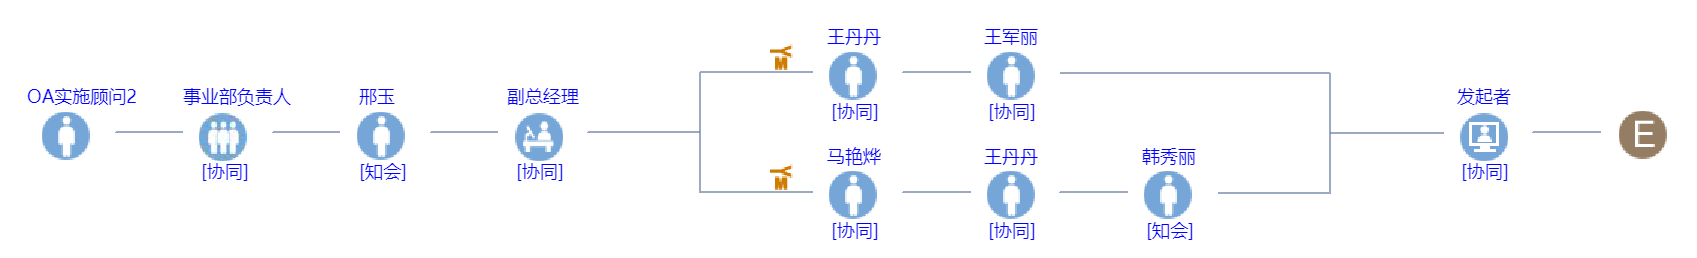 OA实施顾问2
事业部负责人
[协同]
邢玉
[知会]
副总经理
[协同]
YM
王丹丹
[协同]
王军丽
[协同]
YM
马艳烨
[协同]
王丹丹
[协同]
韩秀丽
[知会]
发起者
[协同]
E